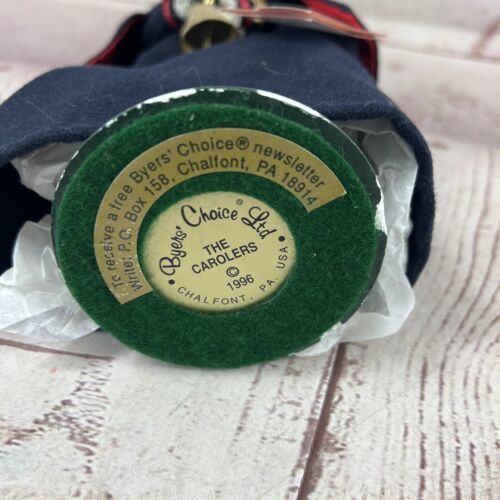 To receive a free Byers' Choice® newsletter
Write: P.O. Box 158, Chalfont, PA 18914
• Byers' Choice® Ltd •
THE
CAROLERS
©
1996
CHALFONT, PA. USA